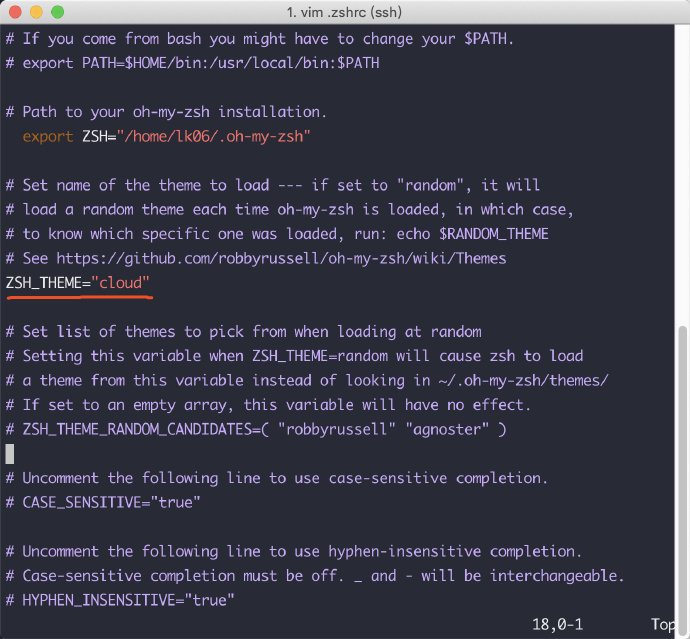 1. vim .zshrc (ssh)
# If you come from bash you might have to change your $PATH.
# export PATH=$HOME/bin:/usr/local/bin:$PATH
# Path to your oh-my-zsh installation.
export ZSH="/home/lk06/.oh-my-zsh"
# Set name of the theme to load --- if set to "random", it will
# load a random theme each time oh-my-zsh is loaded, in which case,
# to know which specific one was loaded, run: echo $RANDOM_THEME
# See https://github.com/robbyrussell/oh-my-zsh/wiki/Themes
ZSH_THEME="cloud"
# Set list of themes to pick from when loading at random
# Setting this variable when ZSH_THEME=random will cause zsh to load
# a theme from this variable instead of looking in ~/.oh-my-zsh/themes/
# If set to an empty array, this variable will have no effect.
# ZSH_THEME_RANDOM_CANDIDATES=( "robbyrussell" "agnoster" )
# Uncomment the following line to use case-sensitive completion.
# CASE_SENSITIVE="true"
# Uncomment the following line to use hyphen-insensitive completion.
# Case-sensitive completion must be off. _ and - will be interchangeable.
# HYPHEN_INSENSITIVE="true"
18,0-1 Top